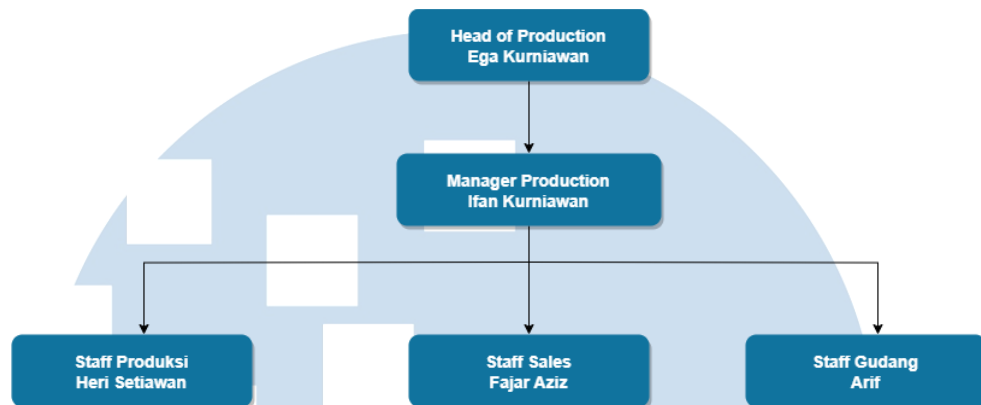 Head of Production
Ega Kurniawan
Manager Production
Ifan Kurniawan
Staff Produksi
Heri Setiawan
Staff Sales
Fajar Aziz
Staff Gudang
Arif